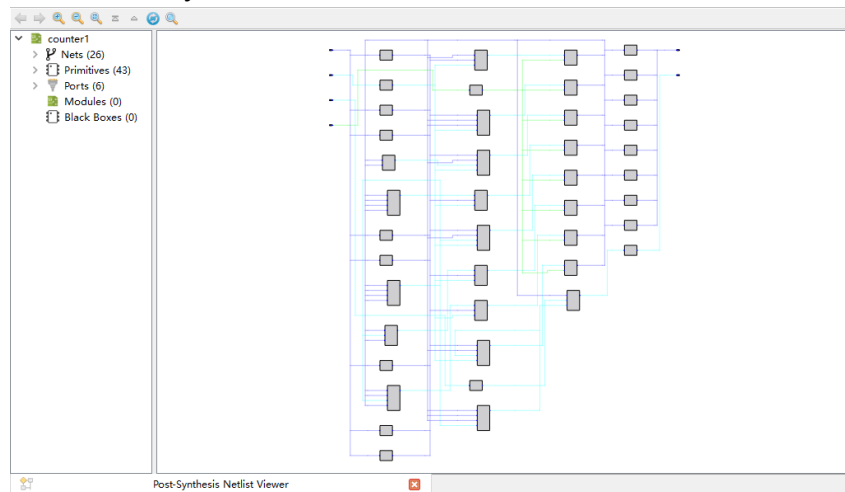 counter1
Nets (26)
Primitives (43)
Ports (6)
Modules (0)
Black Boxes (0)
Post-Synthesis Netlist Viewer